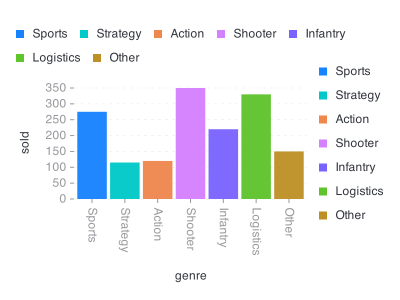 Sports Strategy Action Shooter Infantry
Logistics Other
Sports
Strategy
Action
Shooter
Infantry
Logistics
Other
sold
350
300
250
200
150
100
50
0
Sports Strategy Action Shooter Infantry Logistics Other
genre